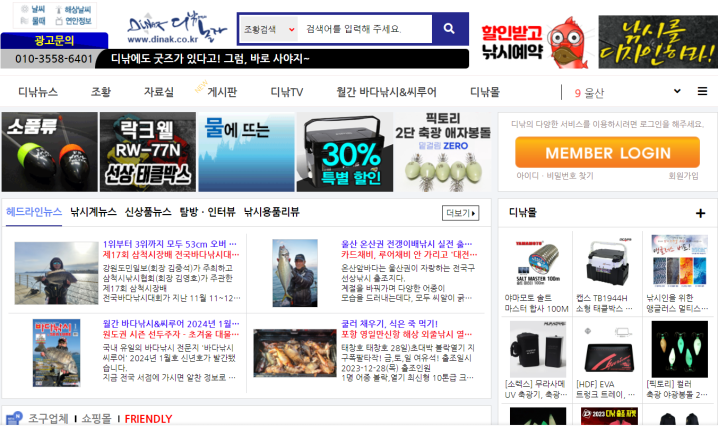 날씨
해상날씨
물때
연안정보
광고문의
010-3558-6401
Dinak 디낚
www.dinak.co.kr
조황검색
검색어를 입력해 주세요.
디낚에도 굿즈가 있다고! 그럼, 바로 사야지~
할인받고
낚시예약
낚시를
디자인하라!
디낚뉴스
조황
자료실
NEW
게시판
디낚TV
월간 바다낚시&씨루어
디낚몰
9 울산
소품류
락크웰
RW-77N
선상 태클박스
물에 뜨는
30%
특별 할인
픽토리
2단 축광 애자봉돌
밑걸림 ZERO
디낚의 다양한 서비스를 이용하시려면 로그인을 해주세요.
MEMBER LOGIN
아이디 · 비밀번호 찾기
회원가입
헤드라인뉴스
낚시계뉴스
신상품뉴스
탐방 · 인터뷰
낚시용품리뷰
더보기
1위부터 3위까지 모두 53cm 오버 …
제17회 삼척시장배 전국바다낚시대…
강원도민일보(회장 김중석)가 주최하고
삼척시낚시협회(회장 김영호)가 주관한
제17회 삼척시장배
전국바다낚시대회가 지난 11월 11~12…
울산 온산권 전갱이배낚시 실전 출…
카드채비, 루어채비 안 가리고 '대전…
온산앞바다는 울산권이 자랑하는 전국구
선상낚시 출조지다.
계절을 바꿔가며 다양한 어종이
모습을 드러내는데다, 모두 씨알이 굵…
월간 바다낚시&씨루어 2024년 1월…
원도권 시즌 선두주자 - 초겨울 대물…
국내 유일의 바다낚시 전문지 '바다낚시
씨루어' 2024년 1월호 신년호가 발간됐
습니다.
지금 전국 서점에 가시면 알찬 정보로 …
쿨러 채우기, 식은 죽 먹기!
포항 영일만신항 해상 외줄낚시 열…
태창호 태창호 28일)초대박 볼락열기 지
구폭발타작! 금,토,일 여유석! 출조일시
2023-12-28(목) 출조인원
1명 어종 볼락,열기 최신형 10톤급 크…
디낚몰
야마모토 솔트
마스터 합사 100M
캡스 TB1944H
소형 태클박스 …
낚시인을 위한
앵글러스 멀티스…
[소렉스] 무라사메
UV 축광기, 축광…
[HDF] EVA
트렁크 트레이, …
[픽토리] 컬러
축광 야광봉돌 2…
조구업체
쇼핑몰
FRIENDLY